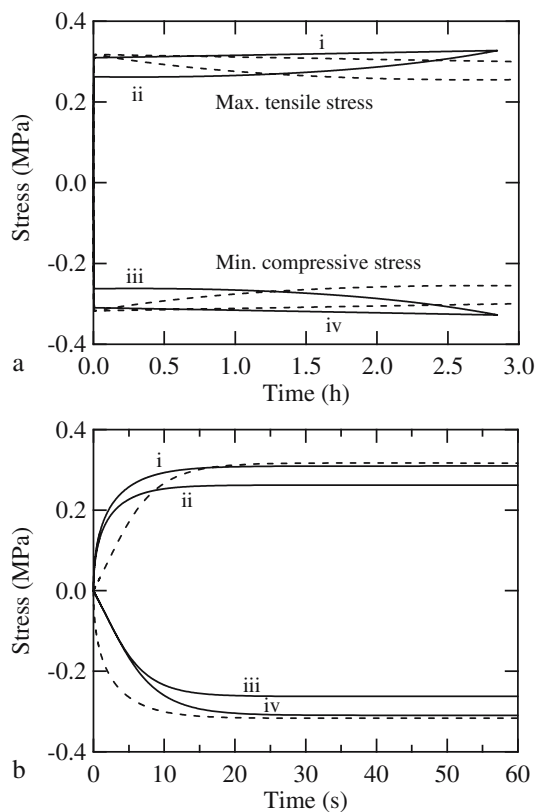 0.4
i
0.2
ii
Max. tensile stress
0.0
Stress (MPa)
Min. compressive stress
iii
-0.2
iv
-0.4
0.0 0.5 1.0 1.5 2.0 2.5 3.0
a
Time (h)
0.4
i
ii
0.2
0.0
Stress (MPa)
-0.2
iii
iv
-0.4
0 10 20 30 40 50 60
b
Time (s)